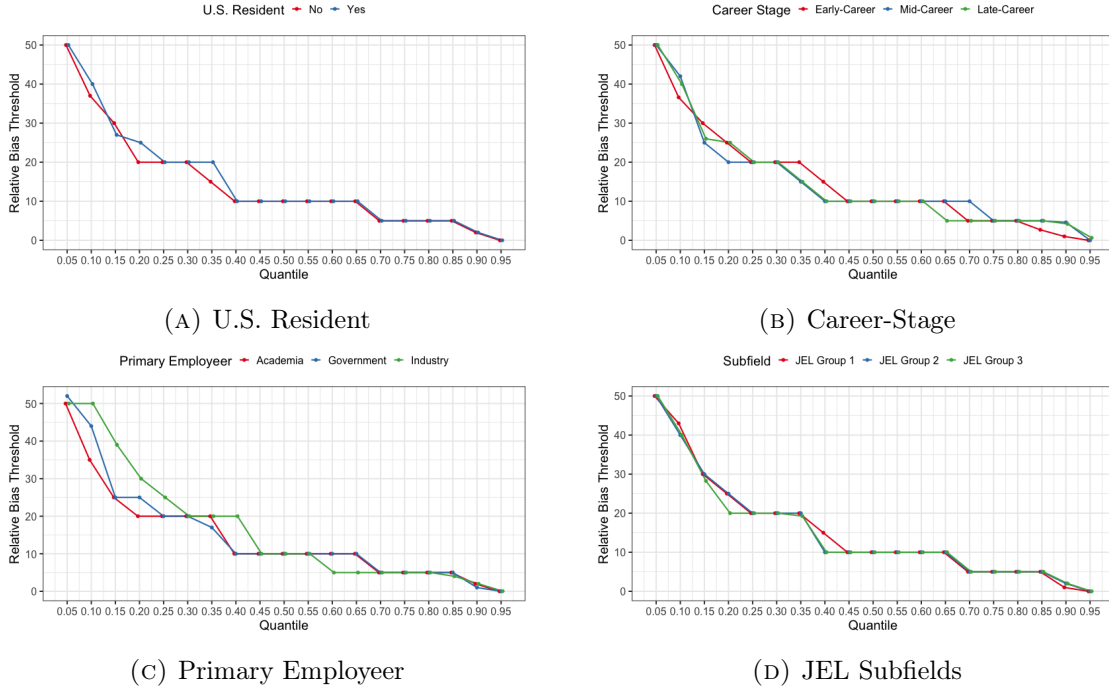 U.S. Resident No Yes
Relative Bias Threshold
50
40
30
20
10
0
0.05 0.10 0.15 0.20 0.25 0.30 0.35 0.40 0.45 0.50 0.55 0.60 0.65 0.70 0.75 0.80 0.85 0.90 0.95
Quantile
(A) U.S. Resident
Career Stage Early-Career Mid-Career Late-Career
Relative Bias Threshold
50
40
30
20
10
0
0.05 0.10 0.15 0.20 0.25 0.30 0.35 0.40 0.45 0.50 0.55 0.60 0.65 0.70 0.75 0.80 0.85 0.90 0.95
Quantile
(B) Career-Stage
Primary Employeer Academia Government Industry
Relative Bias Threshold
50
40
30
20
10
0
0.05 0.10 0.15 0.20 0.25 0.30 0.35 0.40 0.45 0.50 0.55 0.60 0.65 0.70 0.75 0.80 0.85 0.90 0.95
Quantile
(C) Primary Employeer
Subfield JEL Group 1 JEL Group 2 JEL Group 3
Relative Bias Threshold
50
40
30
20
10
0
0.05 0.10 0.15 0.20 0.25 0.30 0.35 0.40 0.45 0.50 0.55 0.60 0.65 0.70 0.75 0.80 0.85 0.90 0.95
Quantile
(D) JEL Subfields